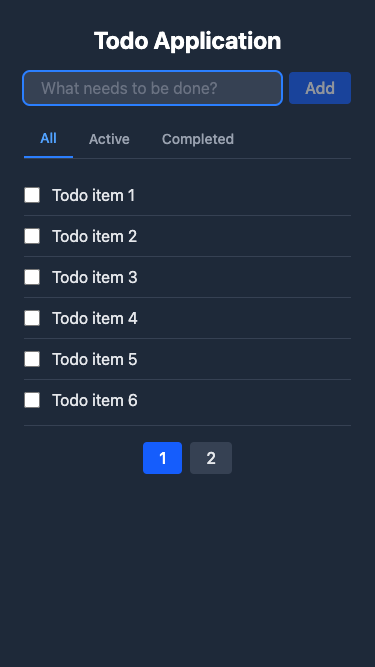 Todo Application
What needs to be done? Add
All Active Completed
Todo item 1
Todo item 2
Todo item 3
Todo item 4
Todo item 5
Todo item 6
1 2